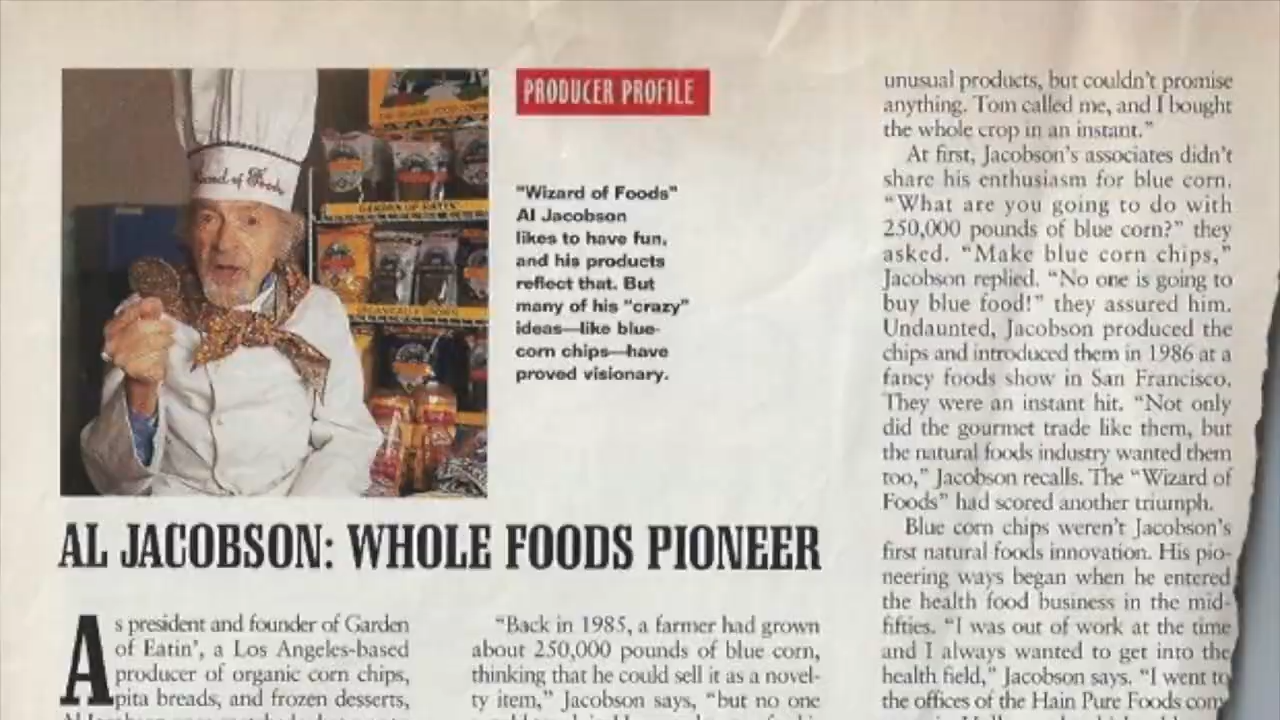 Wizard of Foods
GARDEN OF EATIN'
ORGANICALLY GROWN
PRODUCER PROFILE
"Wizard of Foods"
Al Jacobson
likes to have fun,
and his products
reflect that. But
many of his "crazy"
ideas—like blue-
corn chips—have
proved visionary.
AL JACOBSON: WHOLE FOODS PIONEER
As president and founder of Garden
of Eatin', a Los Angeles-based
producer of organic corn chips,
pita breads, and frozen desserts,
"Back in 1985, a farmer had grown
about 250,000 pounds of blue corn,
thinking that he could sell it as a novel-
ty item," Jacobson says, "but no one
unusual products, but couldn't promise
anything. Tom called me, and I bought
the whole crop in an instant."
At first, Jacobson's associates didn't
share his enthusiasm for blue corn.
"What are you going to do with
250,000 pounds of blue corn?" they
asked. "Make blue corn chips,"
Jacobson replied. "No one is going to
buy blue food!" they assured him.
Undaunted, Jacobson produced the
chips and introduced them in 1986 at a
fancy foods show in San Francisco.
They were an instant hit. "Not only
did the gourmet trade like them, but
the natural foods industry wanted them
too," Jacobson recalls. The "Wizard of
Foods" had scored another triumph.
Blue corn chips weren't Jacobson's
first natural foods innovation. His pio-
neering ways began when he entered
the health food business in the mid-
fifties. "I was out of work at the time
and I always wanted to get into the
health field," Jacobson says. "I went to
the offices of the Hain Pure Foods com-